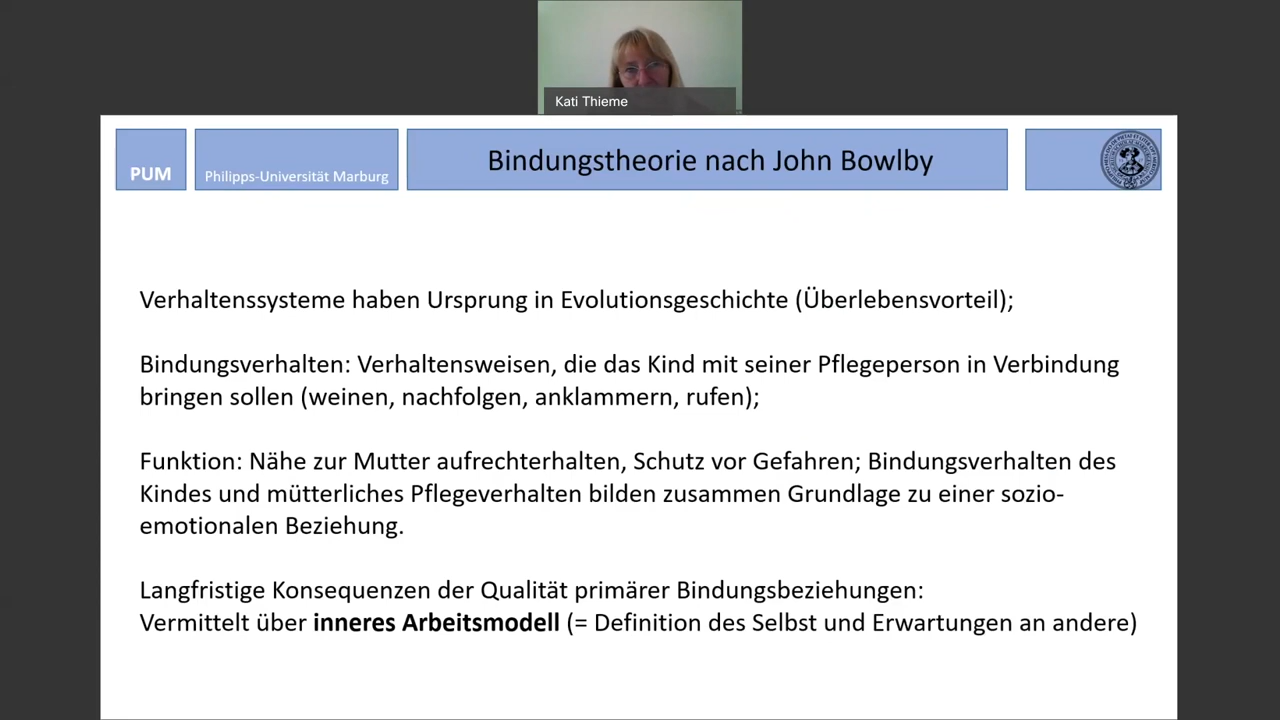 Kati Thieme
PUM
Philipps-Universität Marburg
Bindungstheorie nach John Bowlby
Verhaltenssysteme haben Ursprung in Evolutionsgeschichte (Überlebensvorteil);
Bindungsverhalten: Verhaltensweisen, die das Kind mit seiner Pflegeperson in Verbindung
bringen sollen (weinen, nachfolgen, anklammern, rufen);
Funktion: Nähe zur Mutter aufrechterhalten, Schutz vor Gefahren; Bindungsverhalten des
Kindes und mütterliches Pflegeverhalten bilden zusammen Grundlage zu einer sozio-
emotionalen Beziehung.
Langfristige Konsequenzen der Qualität primärer Bindungsbeziehungen:
Vermittelt über inneres Arbeitsmodell (= Definition des Selbst und Erwartungen an andere)